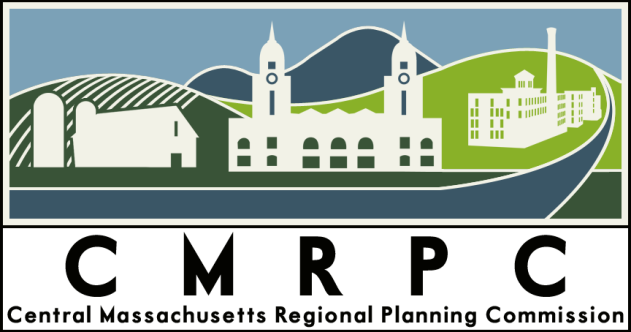 CMRPC
Central Massachusetts Regional Planning Commission